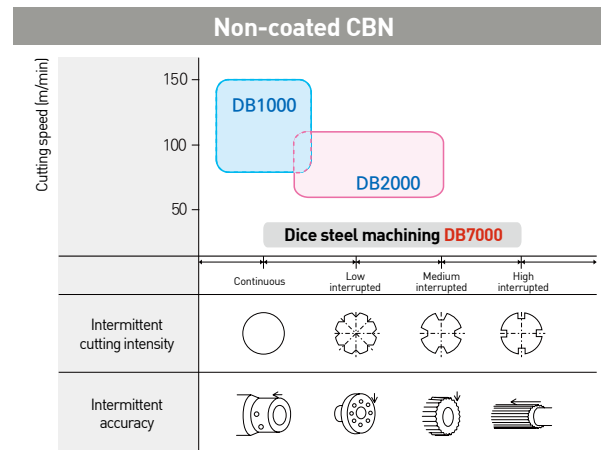 Non-coated CBN
Cutting speed (m/min)
150
100
50
DB1000
DB2000
Dice steel machining DB7000
Continuous
Low
interrupted
Medium
interrupted
High
interrupted
Intermittent
cutting intensity
Intermittent
accuracy